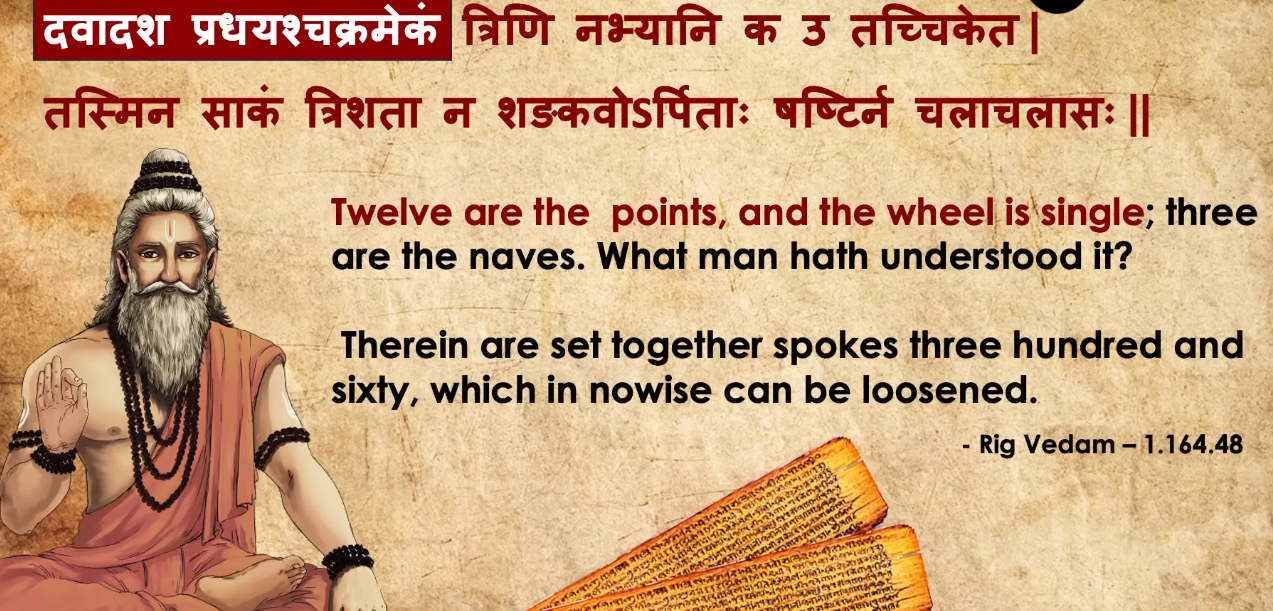 दवादश प्रधयश्चक्रमेकं त्रिणि नभ्यानि क उ तच्चिकेत|
तस्मिन साकं त्रिशता न शङकवोऽर्पिताः षष्टिर्न चलाचलासः||
Twelve are the points, and the wheel is single; three
are the naves. What man hath understood it?
Therein are set together spokes three hundred and
sixty, which in nowise can be loosened.
- Rig Vedam – 1.164.48